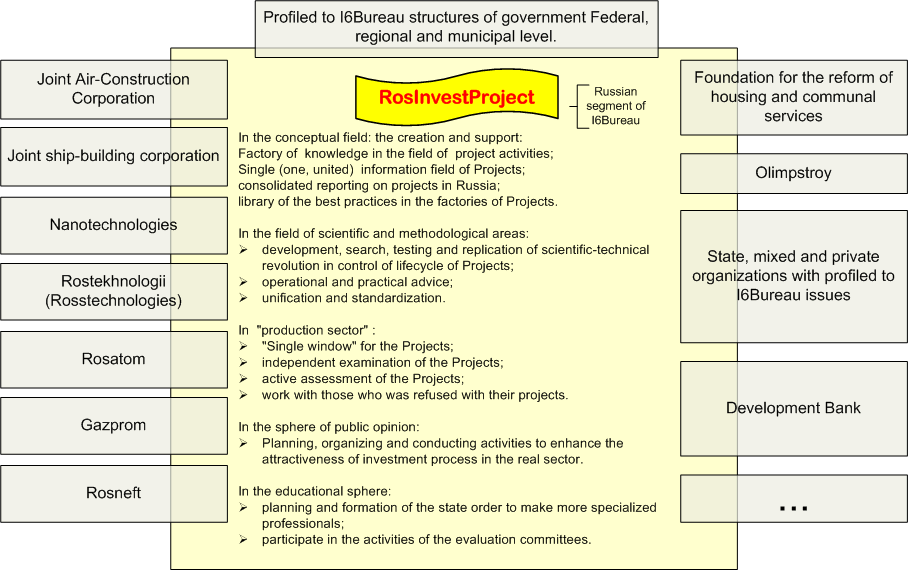 Profiled to I6Bureau structures of government Federal,
regional and municipal level.
Joint Air-Construction
Corporation
Joint ship-building corporation
Nanotechnologies
Rostekhnologii
(Rosstechnologies)
Rosatom
Gazprom
Rosneft
RosInvestProject
Russian
segment of
I6Bureau
In the conceptual field: the creation and support:
Factory of knowledge in the field of project activities;
Single (one, united) information field of Projects;
consolidated reporting on projects in Russia;
library of the best practices in the factories of Projects.
In the field of scientific and methodological areas:
➢ development, search, testing and replication of scientific-technical
revolution in control of lifecycle of Projects;
➢ operational and practical advice;
➢ unification and standardization.
In "production sector" :
➢ "Single window" for the Projects;
➢ independent examination of the Projects;
➢ active assessment of the Projects;
➢ work with those who was refused with their projects.
In the sphere of public opinion:
➢ Planning, organizing and conducting activities to enhance the
attractiveness of investment process in the real sector.
In the educational sphere:
➢ planning and formation of the state order to make more specialized
professionals;
➢ participate in the activities of the evaluation committees.
Foundation for the reform of
housing and communal
services
Olimpstroy
State, mixed and private
organizations with profiled to
I6Bureau issues
Development Bank
...